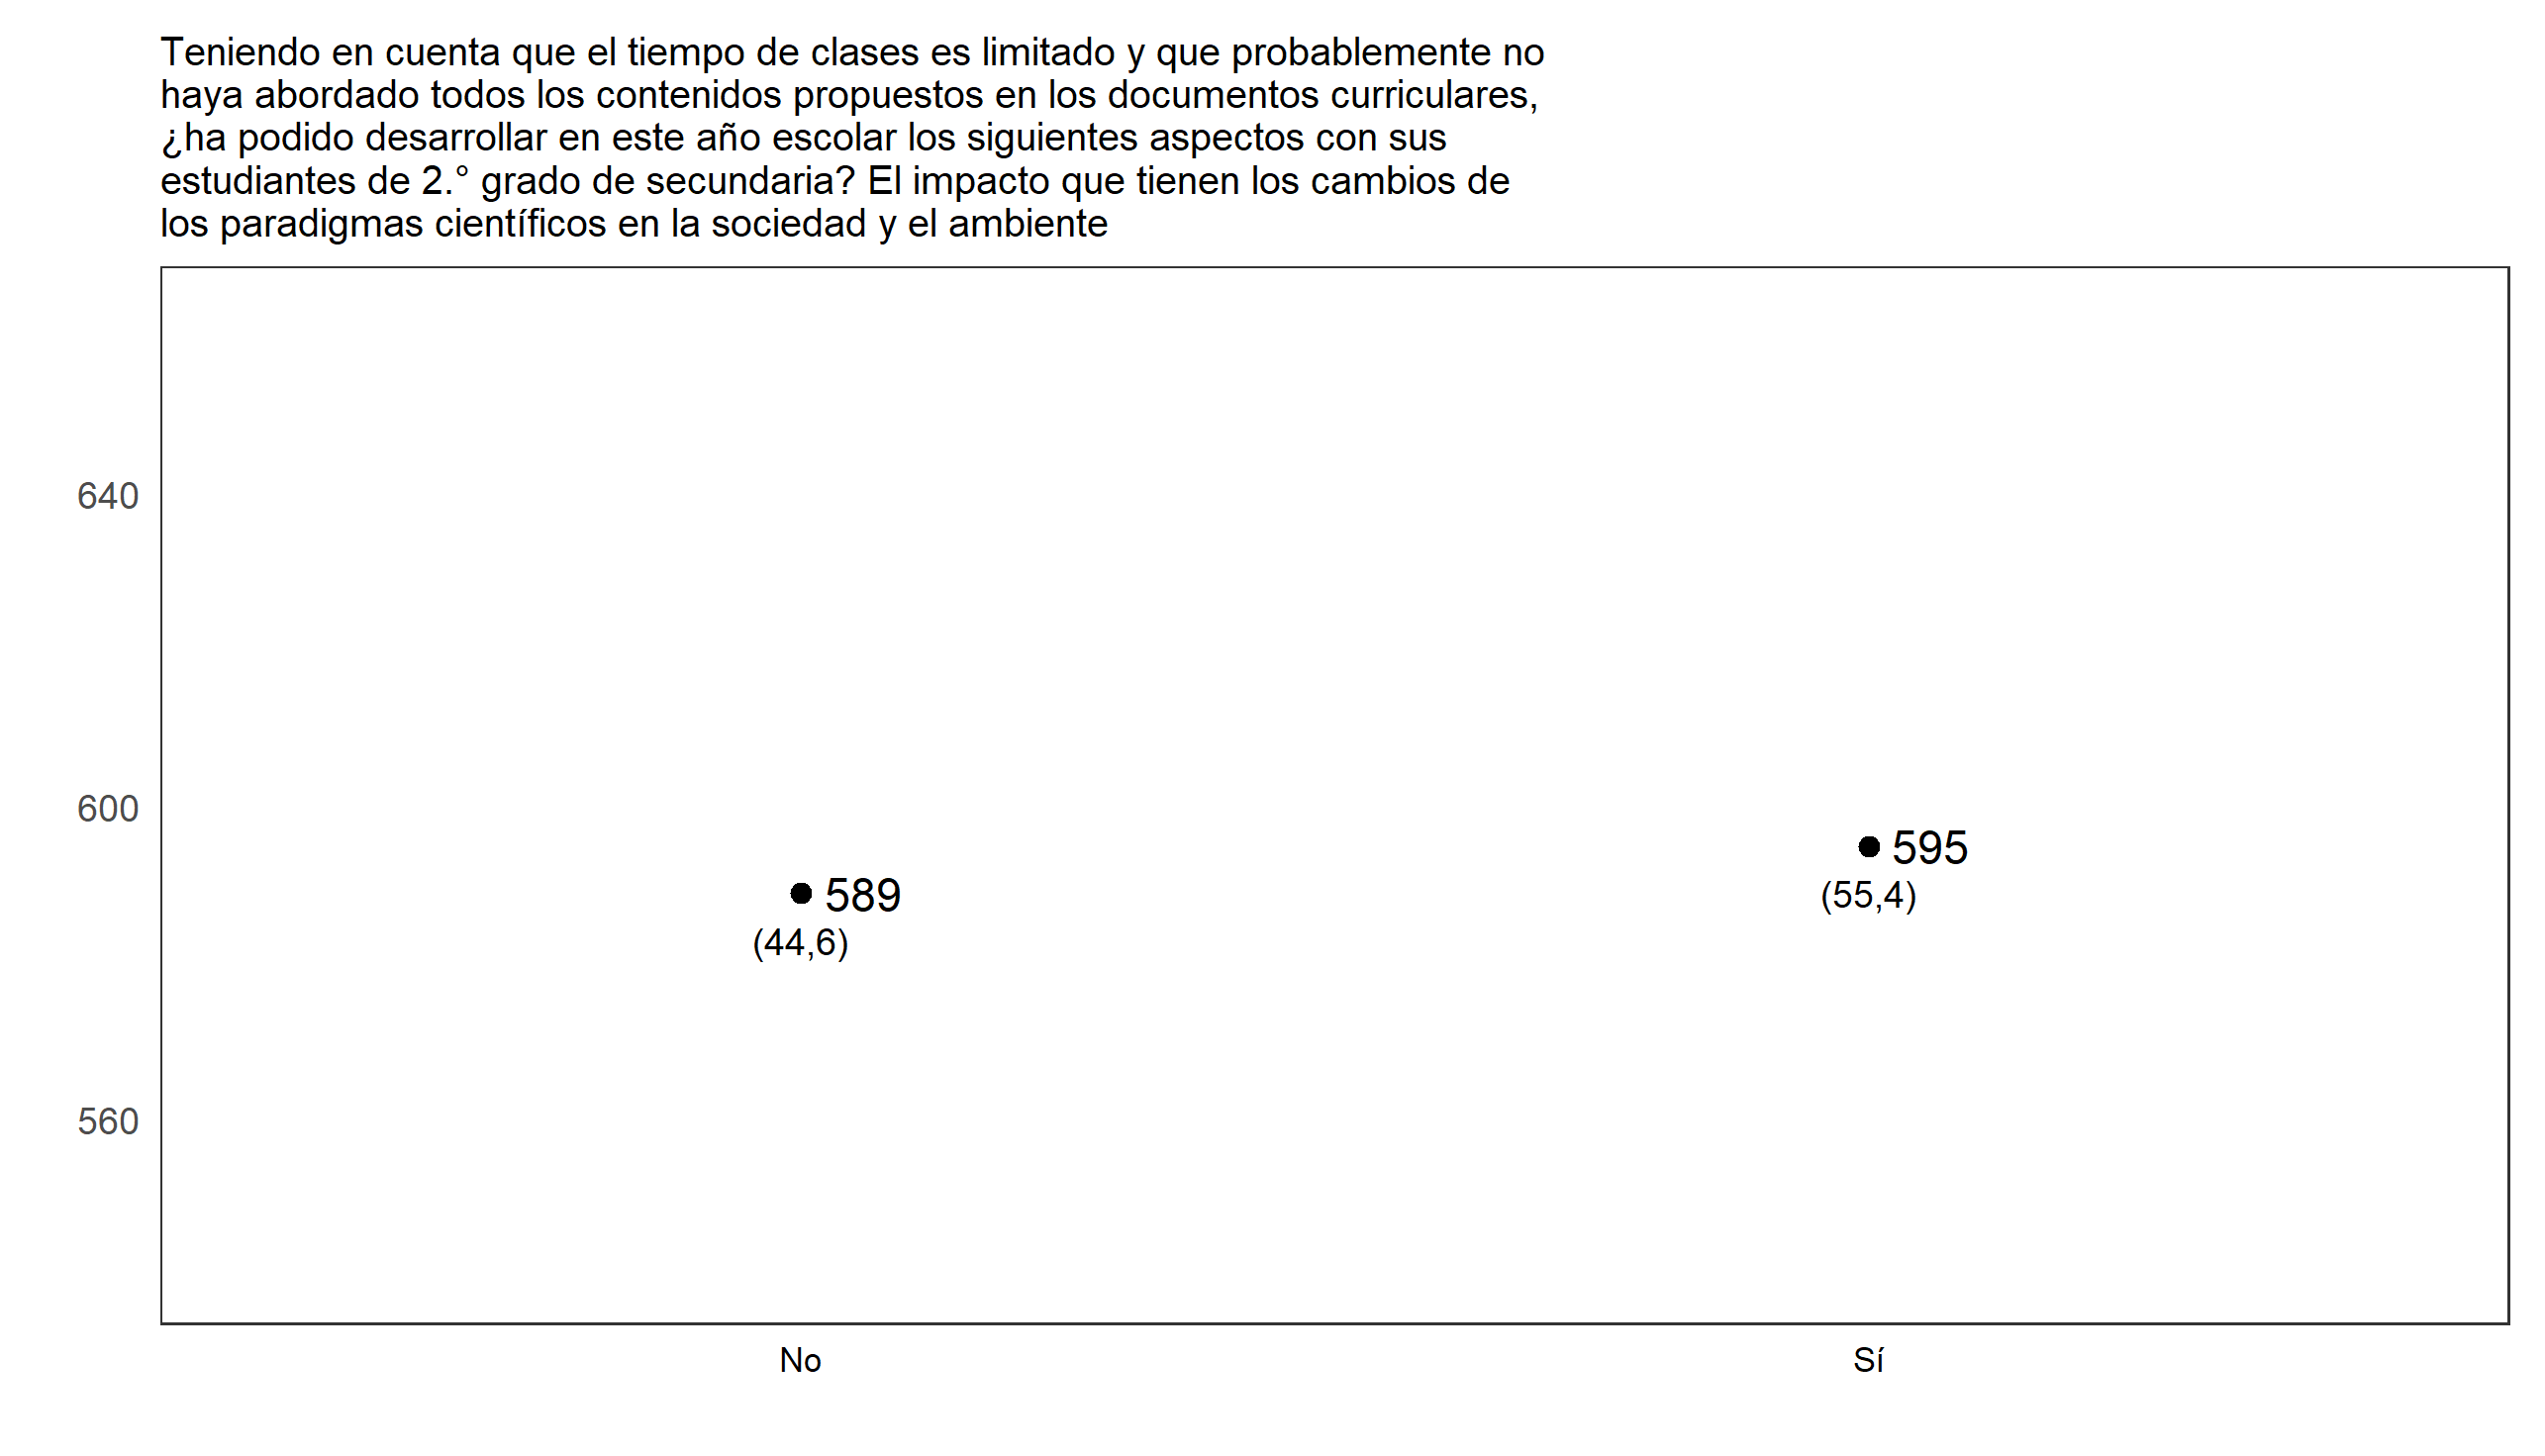 Teniendo en cuenta que el tiempo de clases es limitado y que probablemente no
haya abordado todos los contenidos propuestos en los documentos curriculares,
¿ha podido desarrollar en este año escolar los siguientes aspectos con sus
estudiantes de 2.° grado de secundaria? El impacto que tienen los cambios de
los paradigmas científicos en la sociedad y el ambiente
640
600
560
589
(44,6)
595
(55,4)
No
Sí